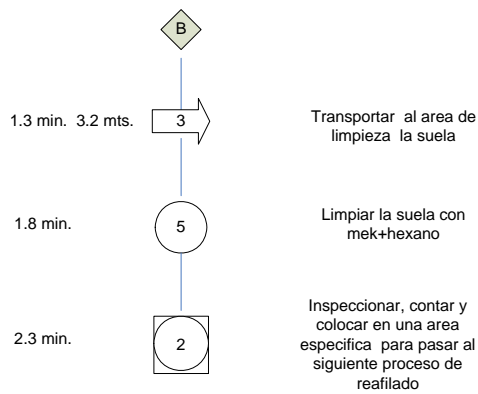 B
1.3 min.  3.2 mts.
3
Transportar  al area de
limpieza  la suela
1.8 min.
5
Limpiar la suela con
mek+hexano
2.3 min.
2
Inspeccionar, contar y
colocar en una area
especifica  para pasar al
siguiente proceso de
reafilado